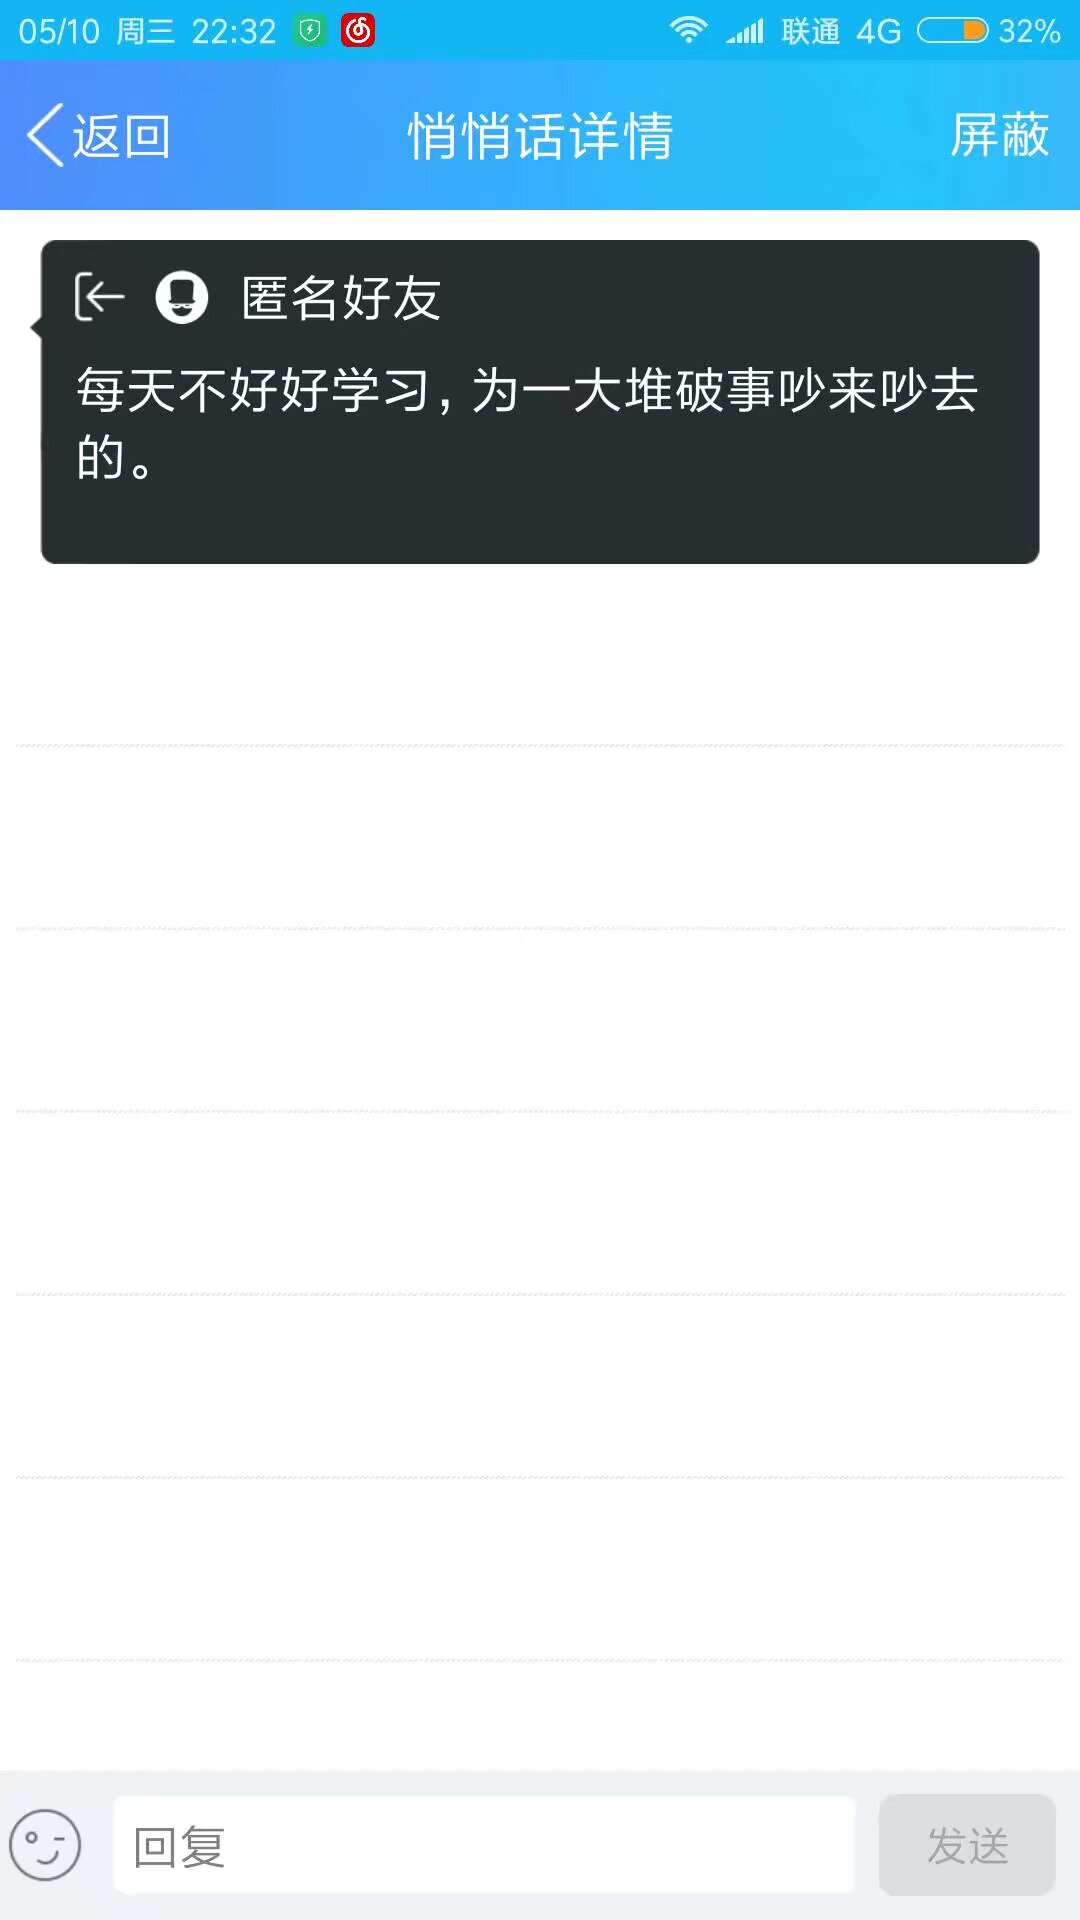 05/10 周三 22:32 联通 4G 32%
返回 悄悄话详情 屏蔽
匿名好友
每天不好好学习，为一大堆破事吵来吵去
的。
回复 发送